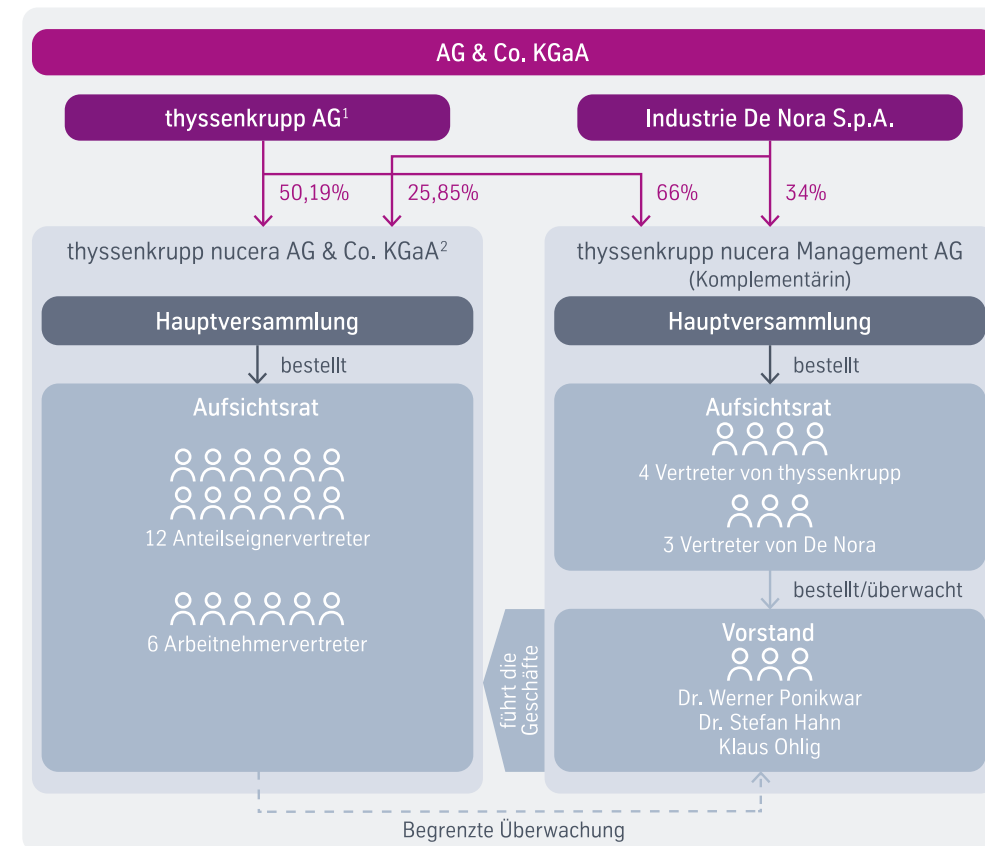 AG & Co. KGaA
thyssenkrupp AG¹
Industrie De Nora S.p.A.
50,19%
25,85%
66%
34%
thyssenkrupp nucera AG & Co. KGaA²
Hauptversammlung
bestellt
Aufsichtsrat
12 Anteilseignervertreter
6 Arbeitnehmervertreter
thyssenkrupp nucera Management AG
(Komplementärin)
Hauptversammlung
bestellt
Aufsichtsrat
4 Vertreter von thyssenkrupp
3 Vertreter von De Nora
bestellt/überwacht
Vorstand
Dr. Werner Ponikwar
Dr. Stefan Hahn
Klaus Ohlig
führt die
Geschäfte
Begrenzte Überwachung